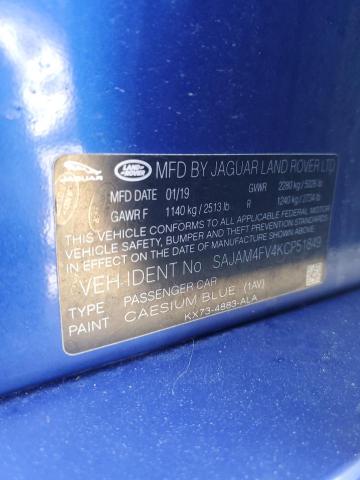 JAGUAR
LAND ROVER
MFD BY JAGUAR LAND ROVER LTD
MFD DATE 01/19 GVWR 2280 kg / 5026 lb
GAWR F 1140 kg / 2513 lb R 1240 kg / 2734 lb
THIS VEHICLE CONFORMS TO ALL APPLICABLE FEDERAL MOTOR
VEHICLE SAFETY, BUMPER AND THEFT PREVENTION STANDARDS
IN EFFECT ON THE DATE OF MANUFACTURE SHOWN ABOVE
VEH-IDENT No SAJAM4FV4KCP51849
TYPE PASSENGER CAR
PAINT CAESIUM BLUE (1AV)
KX73-4883-ALA